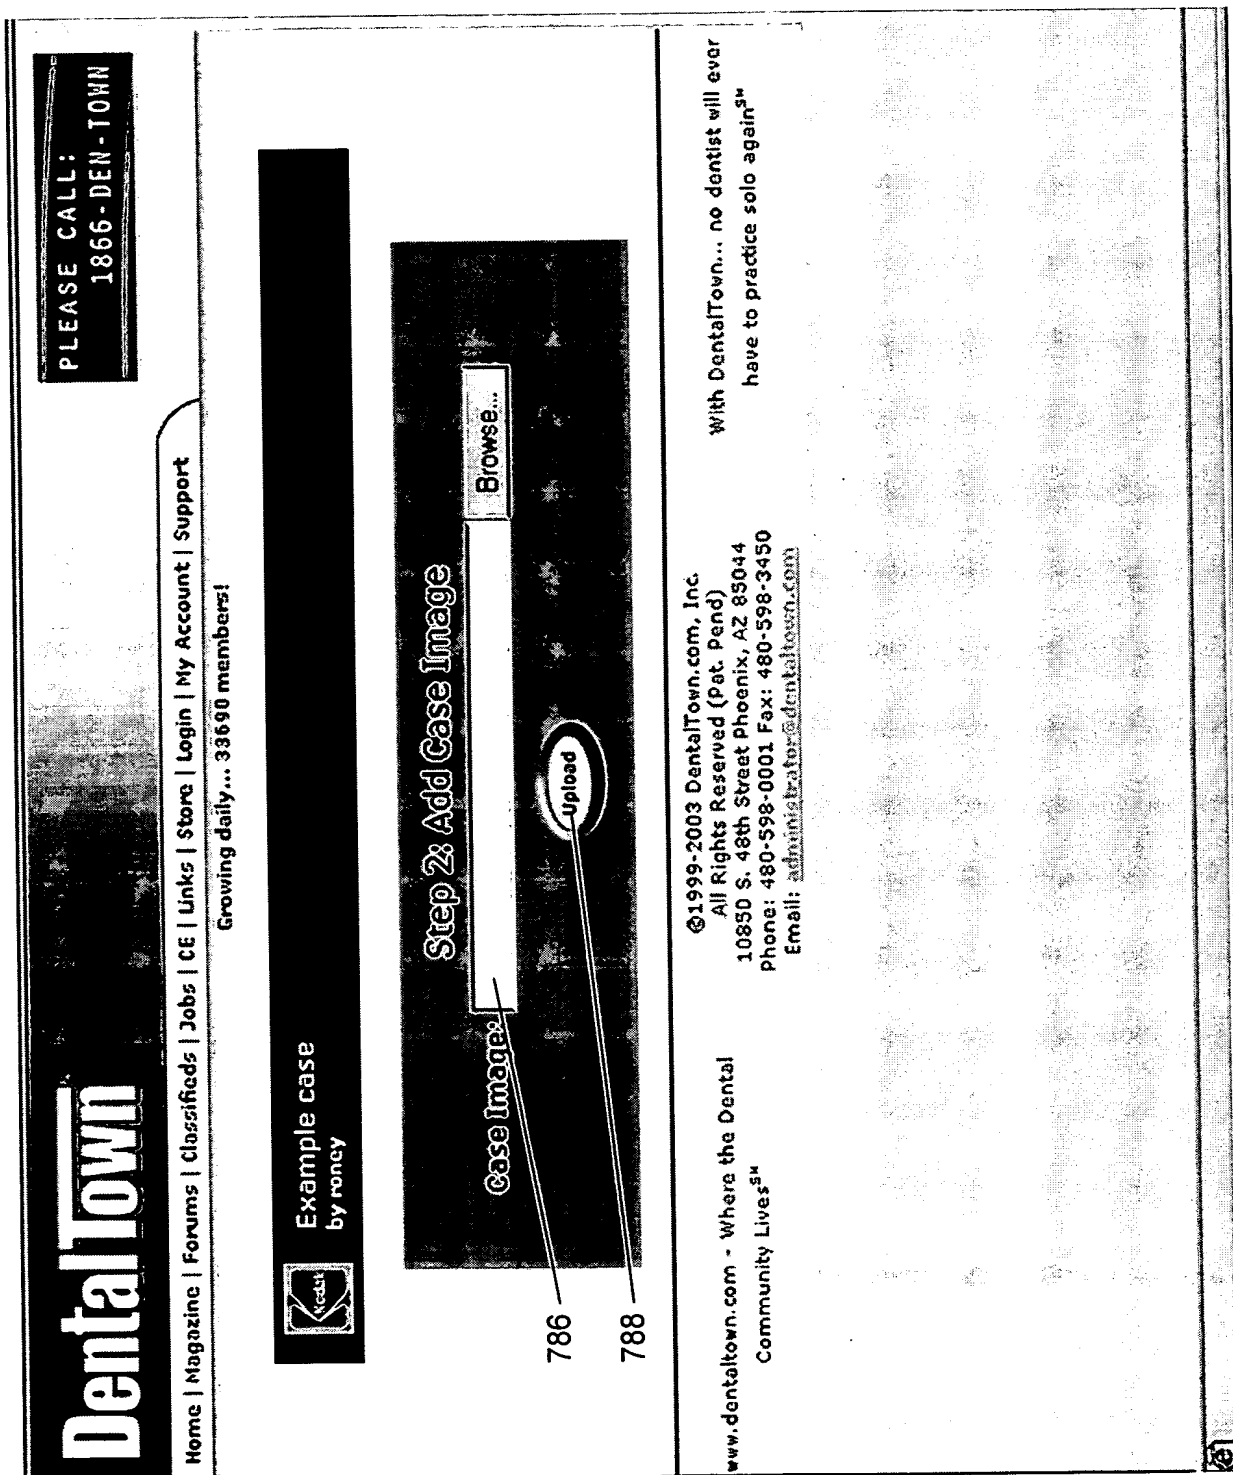 DentalTown
PLEASE CALL:
1866-DEN-TOWN
Home | Magazine | Forums | Classifieds | Jobs | CE | Links | Store | Login | My Account | Support
Growing daily... 33690 members!
Kodak
Example case
by roncy
Step 2: Add Case Image
Case Image:
Browse...
Upload
786
788
www.dentaltown.com - Where the Dental
Community Lives℠
©1999-2003 DentalTown.com, Inc.
All Rights Reserved (Pat. Pend)
10850 S. 48th Street Phoenix, AZ 85044
Phone: 480-598-0001 Fax: 480-598-3450
Email: administrator@dentaltown.com
With DentalTown... no dentist will ever
have to practice solo again℠